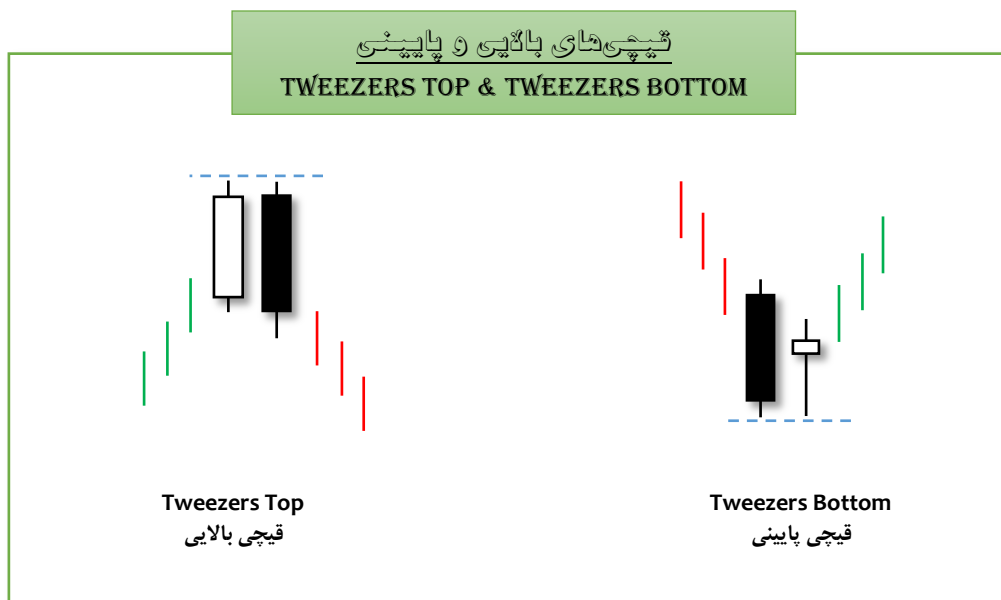 قیچی‌های بالایی و پایینی
TWEEZERS TOP & TWEEZERS BOTTOM
Tweezers Top
قیچی بالایی
Tweezers Bottom
قیچی پایینی